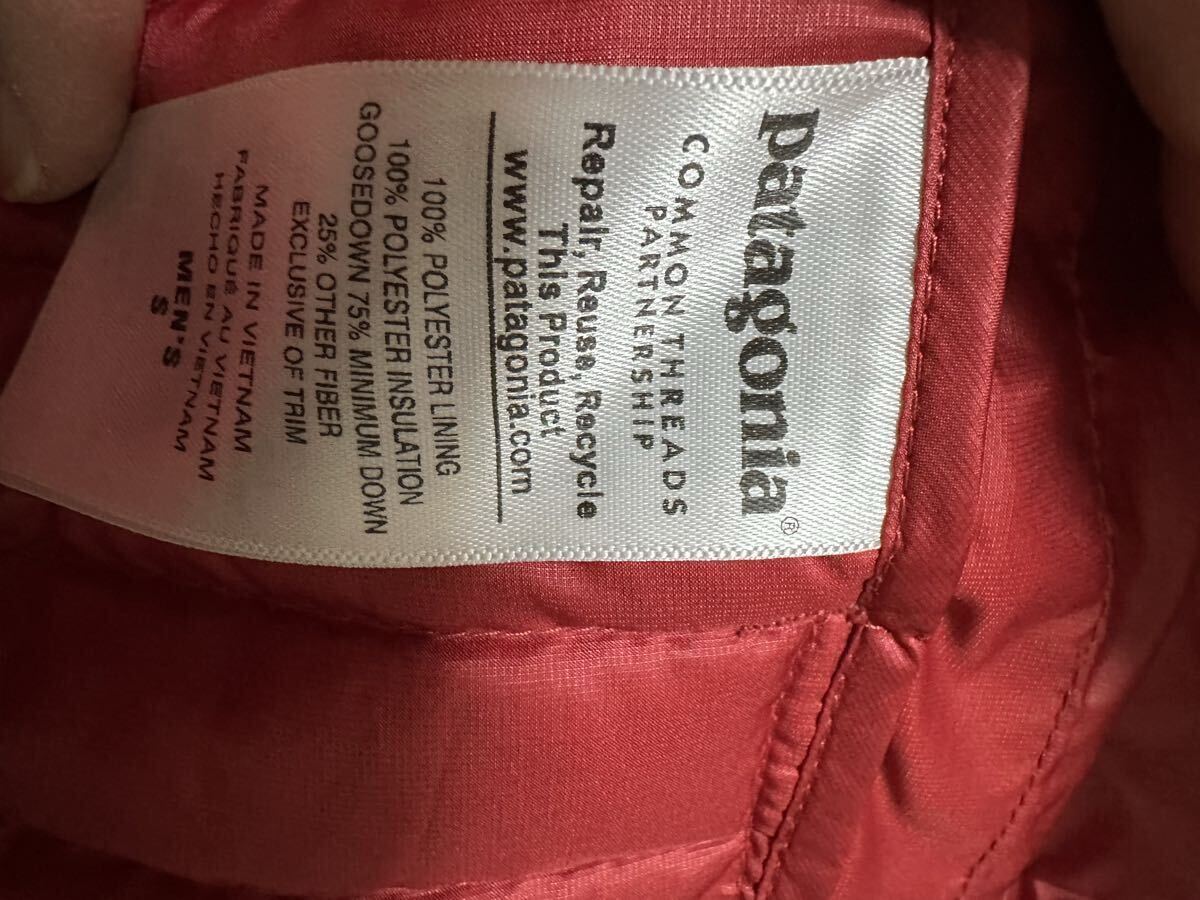 patagonia®
COMMON THREADS
PARTNERSHIP
Repair, Reuse, Recycle
This Product
www.patagonia.com
100% POLYESTER LINING
100% POLYESTER INSULATION
GOOSEDOWN 75% MINIMUM DOWN
25% OTHER FIBER
EXCLUSIVE OF TRIM
MADE IN VIETNAM
FABRIQUÉ AU VIETNAM
HECHO EN VIETNAM
MEN'S
S